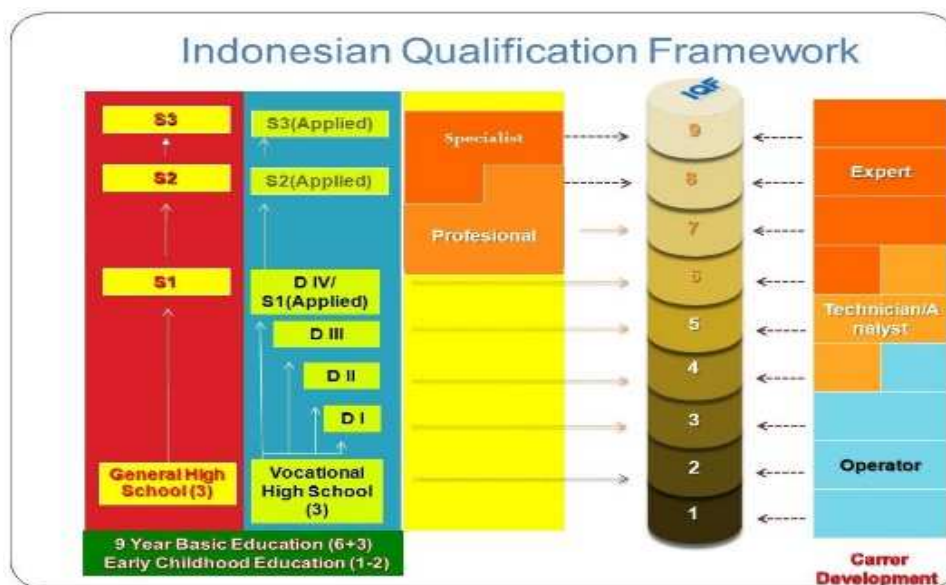 Indonesian Qualification Framework
S3
S2
S1
General High
School (3)
S3(Applied)
S2(Applied)
D IV/
S1(Applied)
D III
D II
D I
Vocational
High School
(3)
9 Year Basic Education (6+3)
Early Childhood Education (1-2)
Specialist
Profesional
IQF
9
8
7
6
5
4
3
2
1
Expert
Technician/A
nalyst
Operator
Carrer
Development